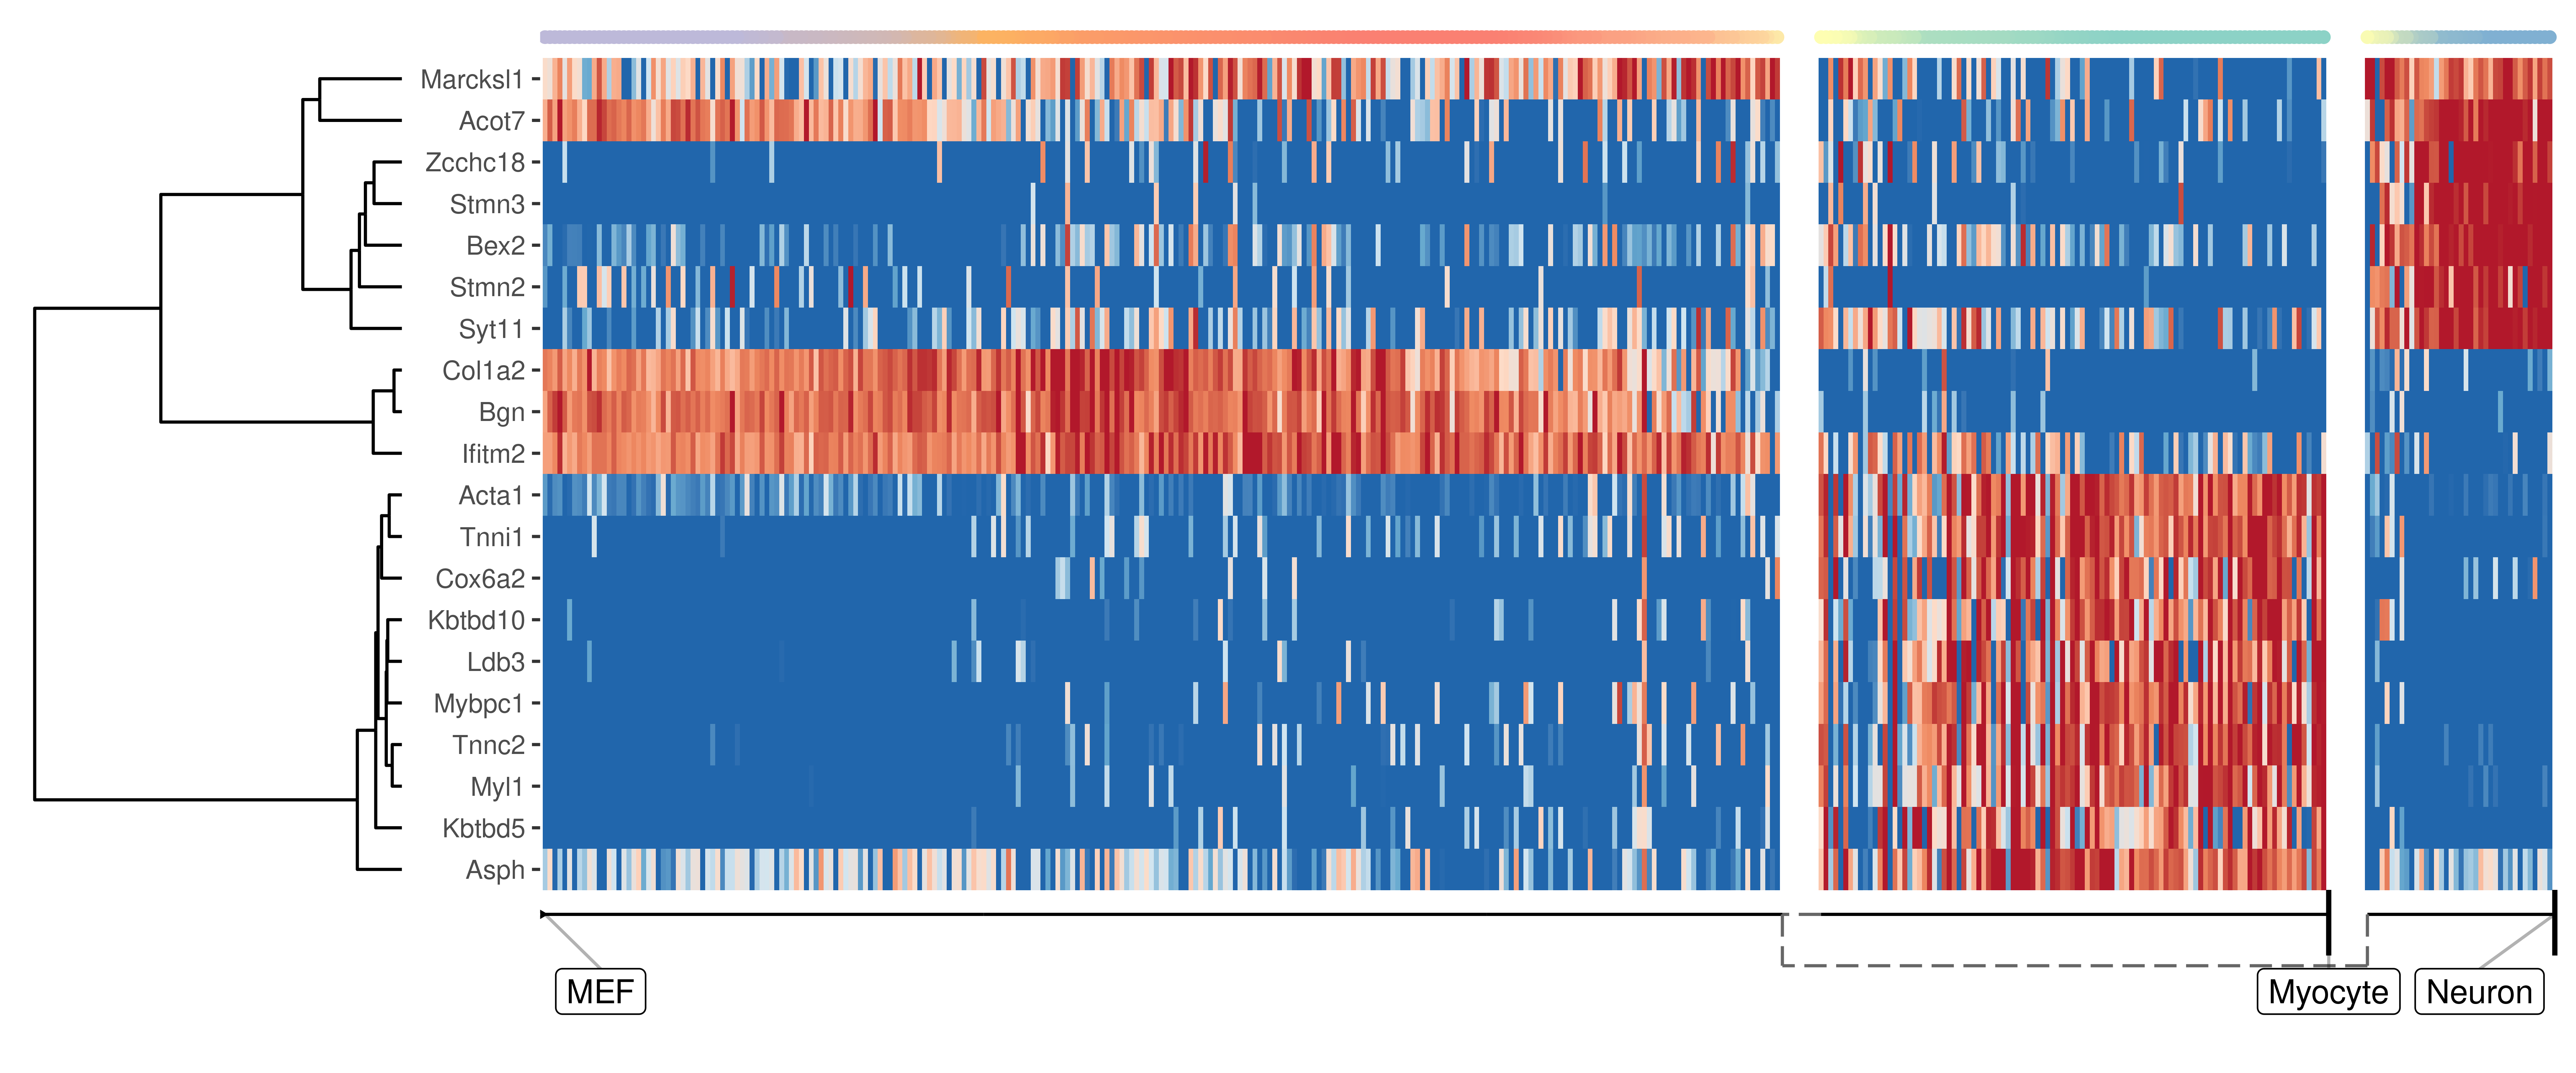 Marcksl1
Acot7
Zcchc18
Stmn3
Bex2
Stmn2
Syt11
Col1a2
Bgn
Ifitm2
Acta1
Tnni1
Cox6a2
Kbtbd10
Ldb3
Mybpc1
Tnnc2
Myl1
Kbtbd5
Asph
MEF Myocyte Neuron